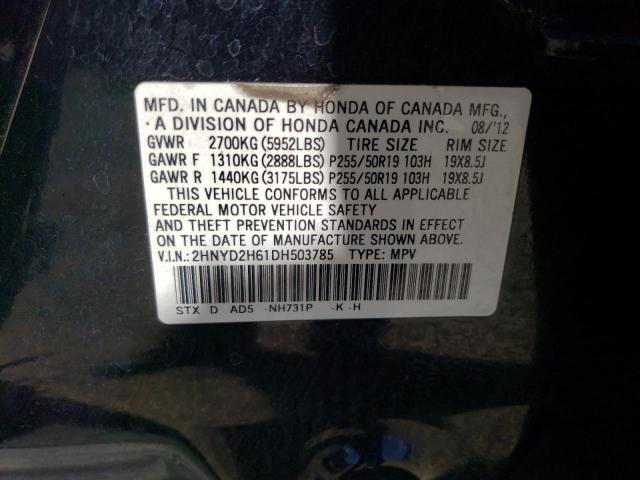 MFD. IN CANADA BY HONDA OF CANADA MFG.,
A DIVISION OF HONDA CANADA INC. 08/'12
GVWR 2700KG (5952LBS) TIRE SIZE RIM SIZE
GAWR F 1310KG (2888LBS) P255/50R19 103H 19X8.5J
GAWR R 1440KG (3175LBS) P255/50R19 103H 19X8.5J
THIS VEHICLE CONFORMS TO ALL APPLICABLE
FEDERAL MOTOR VEHICLE SAFETY
AND THEFT PREVENTION STANDARDS IN EFFECT
ON THE DATE OF MANUFACTURE SHOWN ABOVE.
V.I.N.: 2HNYD2H61DH503785 TYPE: MPV
STX D AD5 -NH731P -K -H